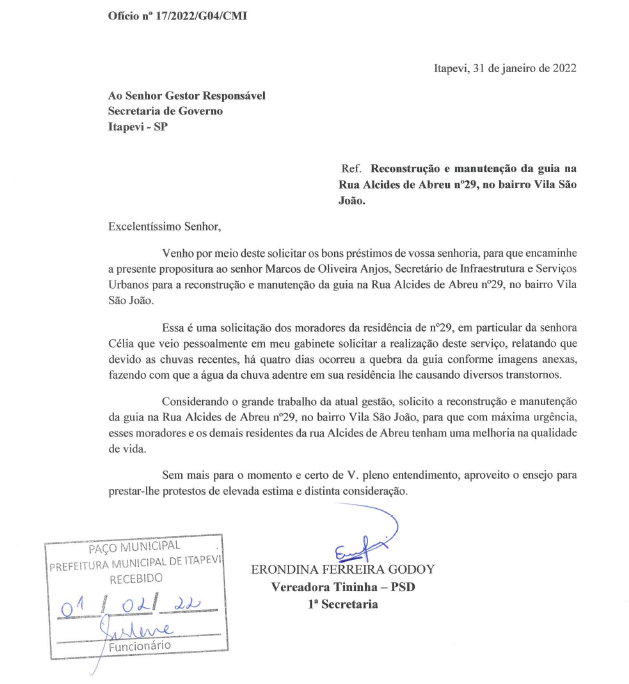 Ofício nº 17/2022/G04/CMI
Itapevi, 31 de janeiro de 2022
Ao Senhor Gestor Responsável
Secretaria de Governo
Itapevi - SP
Ref. Reconstrução e manutenção da guia na
Rua Alcides de Abreu nº29, no bairro Vila São
João.
Excelentíssimo Senhor,
Venho por meio deste solicitar os bons préstimos de vossa senhoria, para que encaminhe
a presente propositura ao senhor Marcos de Oliveira Anjos, Secretário de Infraestrutura e Serviços
Urbanos para a reconstrução e manutenção da guia na Rua Alcides de Abreu nº29, no bairro Vila
São João.
Essa é uma solicitação dos moradores da residência de nº29, em particular da senhora
Célia que veio pessoalmente em meu gabinete solicitar a realização deste serviço, relatando que
devido as chuvas recentes, há quatro dias ocorreu a quebra da guia conforme imagens anexas,
fazendo com que a água da chuva adentre em sua residência lhe causando diversos transtornos.
Considerando o grande trabalho da atual gestão, solicito a reconstrução e manutenção
da guia na Rua Alcides de Abreu nº29, no bairro Vila São João, para que com máxima urgência,
esses moradores e os demais residentes da rua Alcides de Abreu tenham uma melhoria na qualidade
de vida.
Sem mais para o momento e certo de V. pleno entendimento, aproveito o ensejo para
prestar-lhe protestos de elevada estima e distinta consideração.
ERONDINA FERREIRA GODOY
Vereadora Tininha – PSD
1ª Secretaria
PAÇO MUNICIPAL
PREFEITURA MUNICIPAL DE ITAPEVI
RECEBIDO
01 / 02 / 22
Funcionário